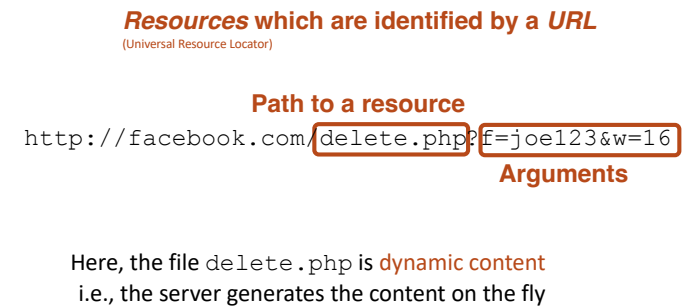 Resources which are identified by a URL
(Universal Resource Locator)
Path to a resource
http://facebook.com/delete.php?f=joe123&w=16
Arguments
Here, the file delete.php is dynamic content
i.e., the server generates the content on the fly